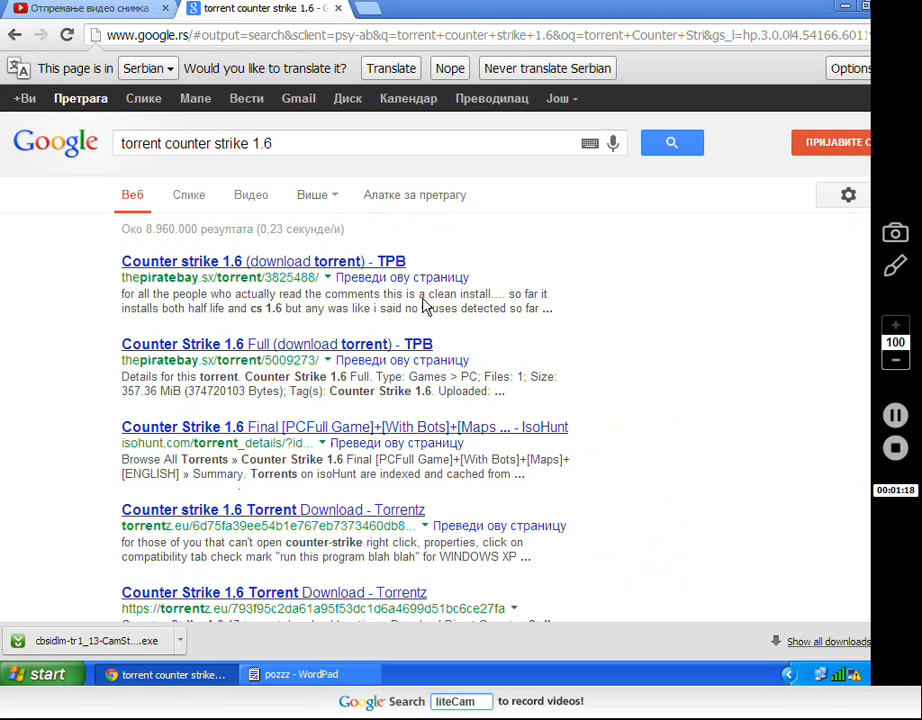 Отпремање видео снимка -
torrent counter strike 1.6 - G
www.google.rs/#output=search&sclient=psy-ab&q=torrent+counter+strike+1.6&oq=torrent+Counter+Stri&gs_l=hp.3.0.0l4.54166.6011
This page is in Serbian Would you like to translate it? Translate Nope Never translate Serbian Options
+Ви Претрага Слике Мапе Вести Gmail Диск Календар Преводилац Још
Google torrent counter strike 1.6 ПРИЈАВИТЕ С
Веб Слике Видео Више Алатке за претрагу
Око 8.960.000 резултата (0,23 секунде/и)
Counter strike 1.6 (download torrent) - TPB
thepiratebay.sx/torrent/3825488/ Преведи ову страницу
for all the people who actually read the comments this is a clean install.... so far it
installs both half life and cs 1.6 but any was like i said no uses detected so far ...
Counter Strike 1.6 Full (download torrent) - TPB
thepiratebay.sx/torrent/5009273/ Преведи ову страницу
Details for this torrent. Counter Strike 1.6 Full. Type: Games > PC; Files: 1; Size:
357.36 MiB (374720103 Bytes); Tag(s): Counter Strike 1.6. Uploaded: ...
Counter Strike 1.6 Final [PCFull Game]+[With Bots]+[Maps ... - IsoHunt
isohunt.com/torrent_details/?id... Преведи ову страницу
Browse All Torrents » Counter Strike 1.6 Final [PCFull Game]+[With Bots]+[Maps]+
[ENGLISH] » Summary. Torrents on isoHunt are indexed and cached from ...
counter strike 1.6 Torrent Download - Torrentz
torrentz.eu/6d75fa39ee54b1e767eb7373460db8... Преведи ову страницу
for those of you that can't open counter-strike right click, properties, click on
compatibility tab check mark "run this program blah blah" for WINDOWS XP ...
Counter Strike 1.6 Torrent Download - Torrentz
https://torrentz.eu/793f95c2da61a95f53dc1d6a4699d51bc6ce27fa
cbsidlm-tr1_13-CamSt....exe
Show all downloads
start torrent counter strike... pozzz - WordPad
100
00:01:18
Google Search liteCam to record videos!